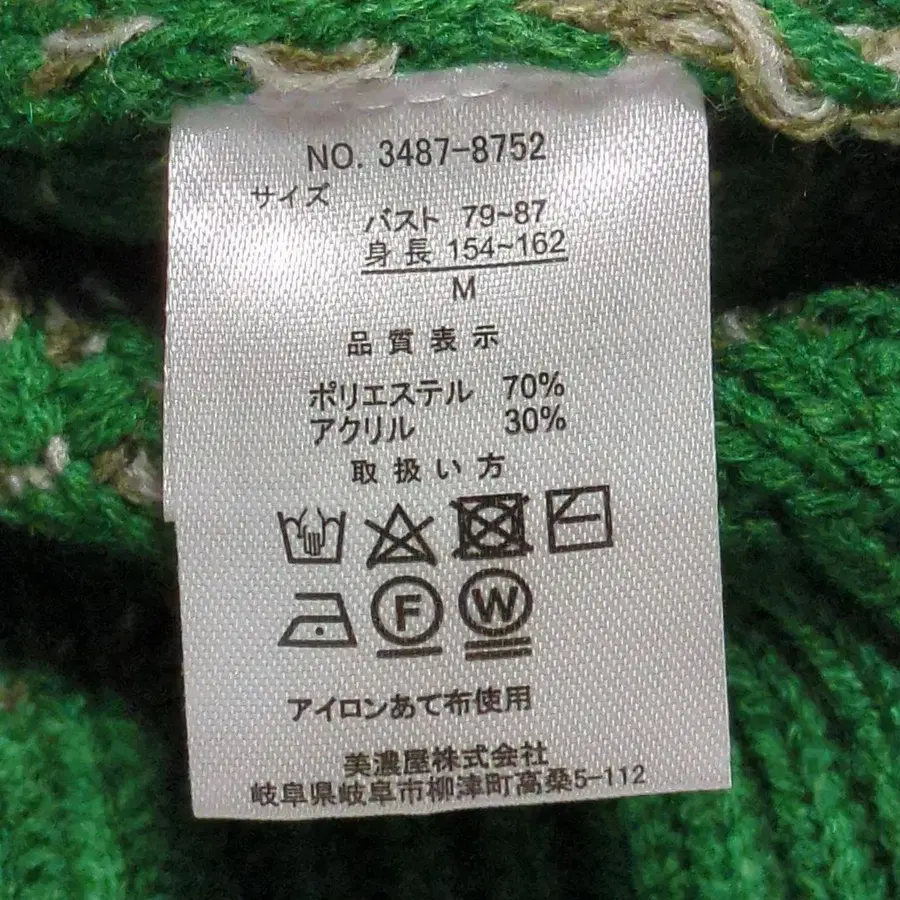 NO. 3487-8752
サイズ
バスト 79~87
身長 154~162
M
品質表示
ポリエステル 70%
アクリル 30%
取扱い方
F W
アイロンあて布使用
美濃屋株式会社
岐阜県岐阜市柳津町高桑5-112